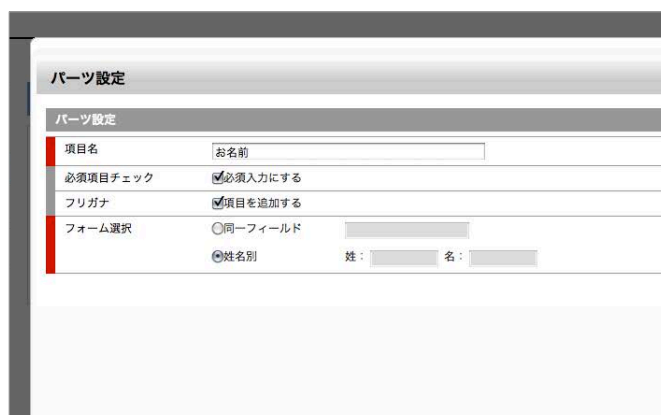 パーツ設定
パーツ設定
項目名 お名前
必須項目チェック 必須入力にする
フリガナ 項目を追加する
フォーム選択 同一フィールド
姓名別 姓： 名：